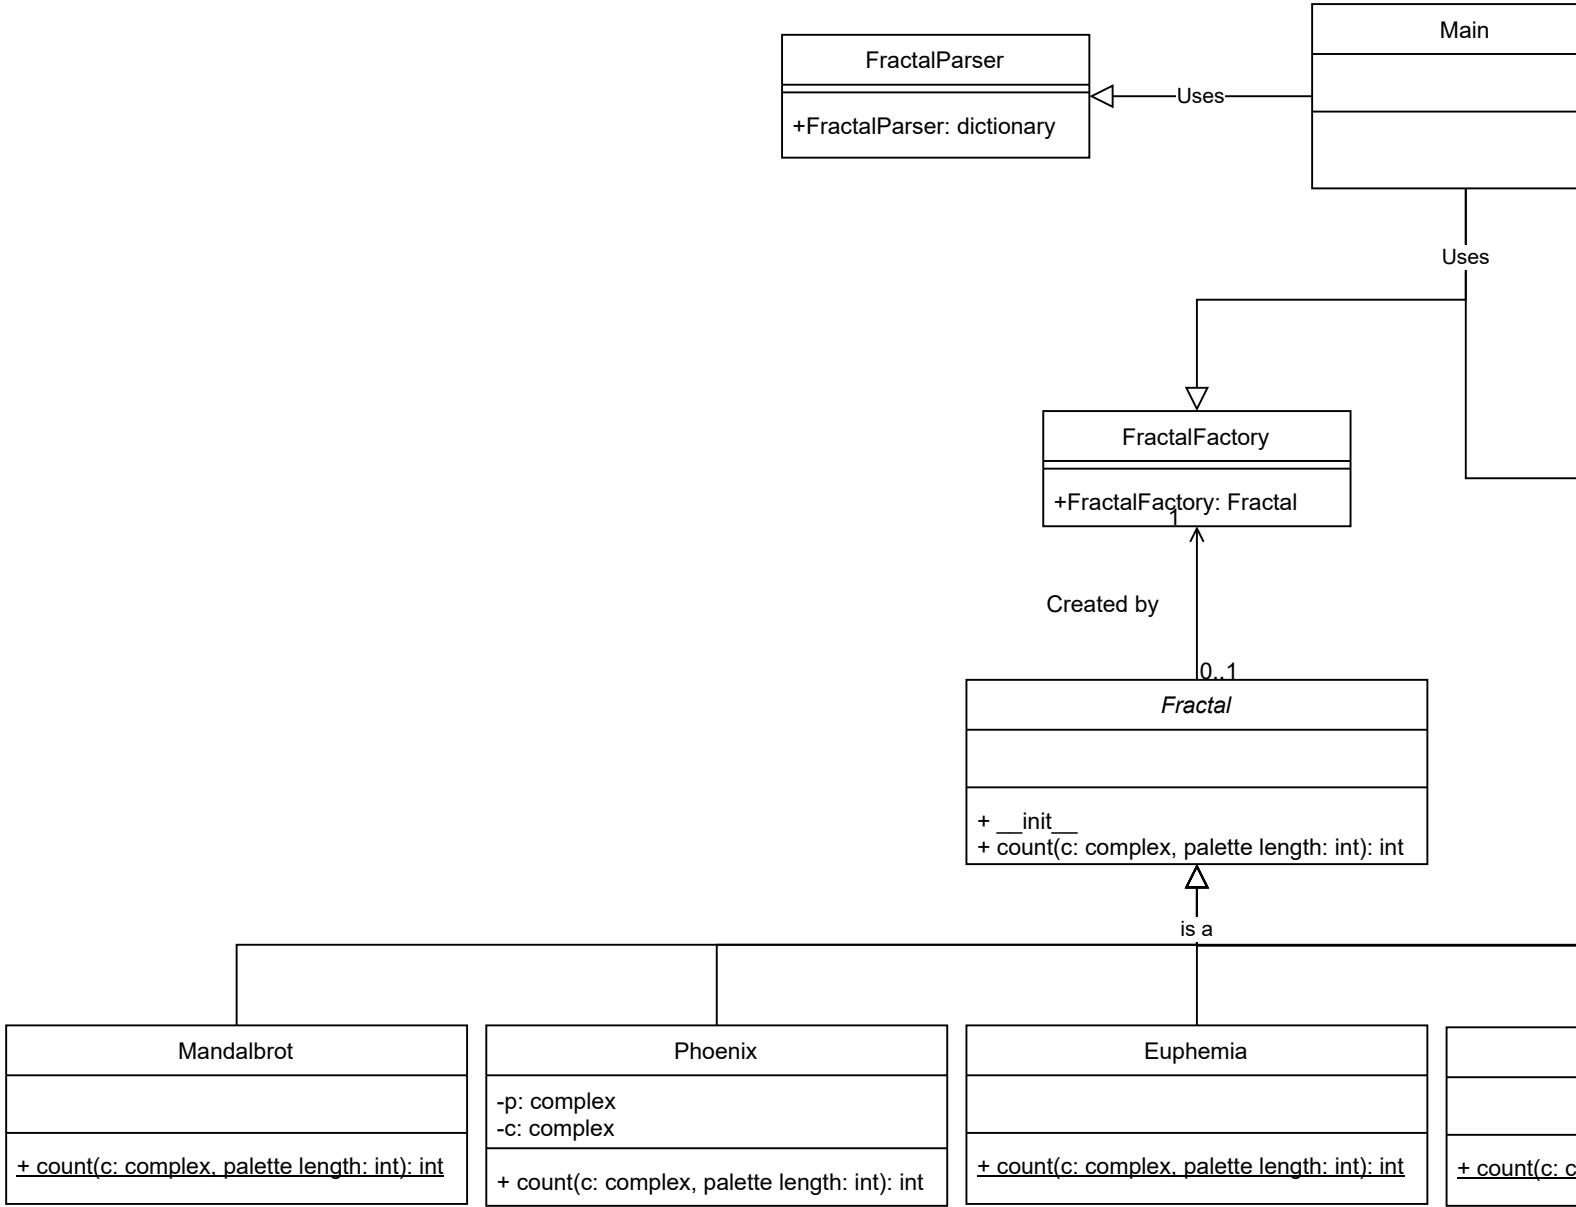 Main
FractalParser
Uses
+FractalParser: dictionary
Uses
FractalFactory
+FractalFactory: Fractal
1
Created by
0..1
Fractal
+ __init__
+ count(c: complex, palette length: int): int
is a
Mandalbrot
+ count(c: complex, palette length: int): int
Phoenix
-p: complex
-c: complex
+ count(c: complex, palette length: int): int
Euphemia
+ count(c: complex, palette length: int): int
+ count(c: c